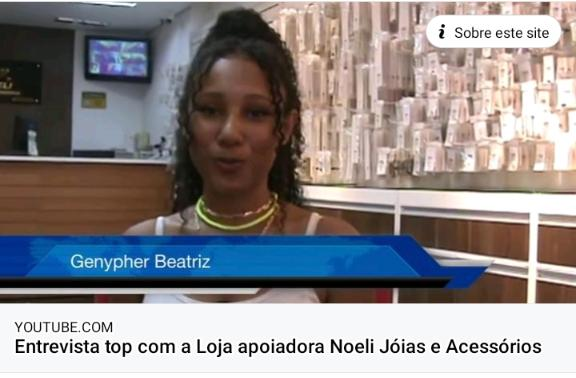 Sobre este site
Genypher Beatriz
YOUTUBE.COM
Entrevista top com a Loja apoiadora Noeli Jóias e Acessórios